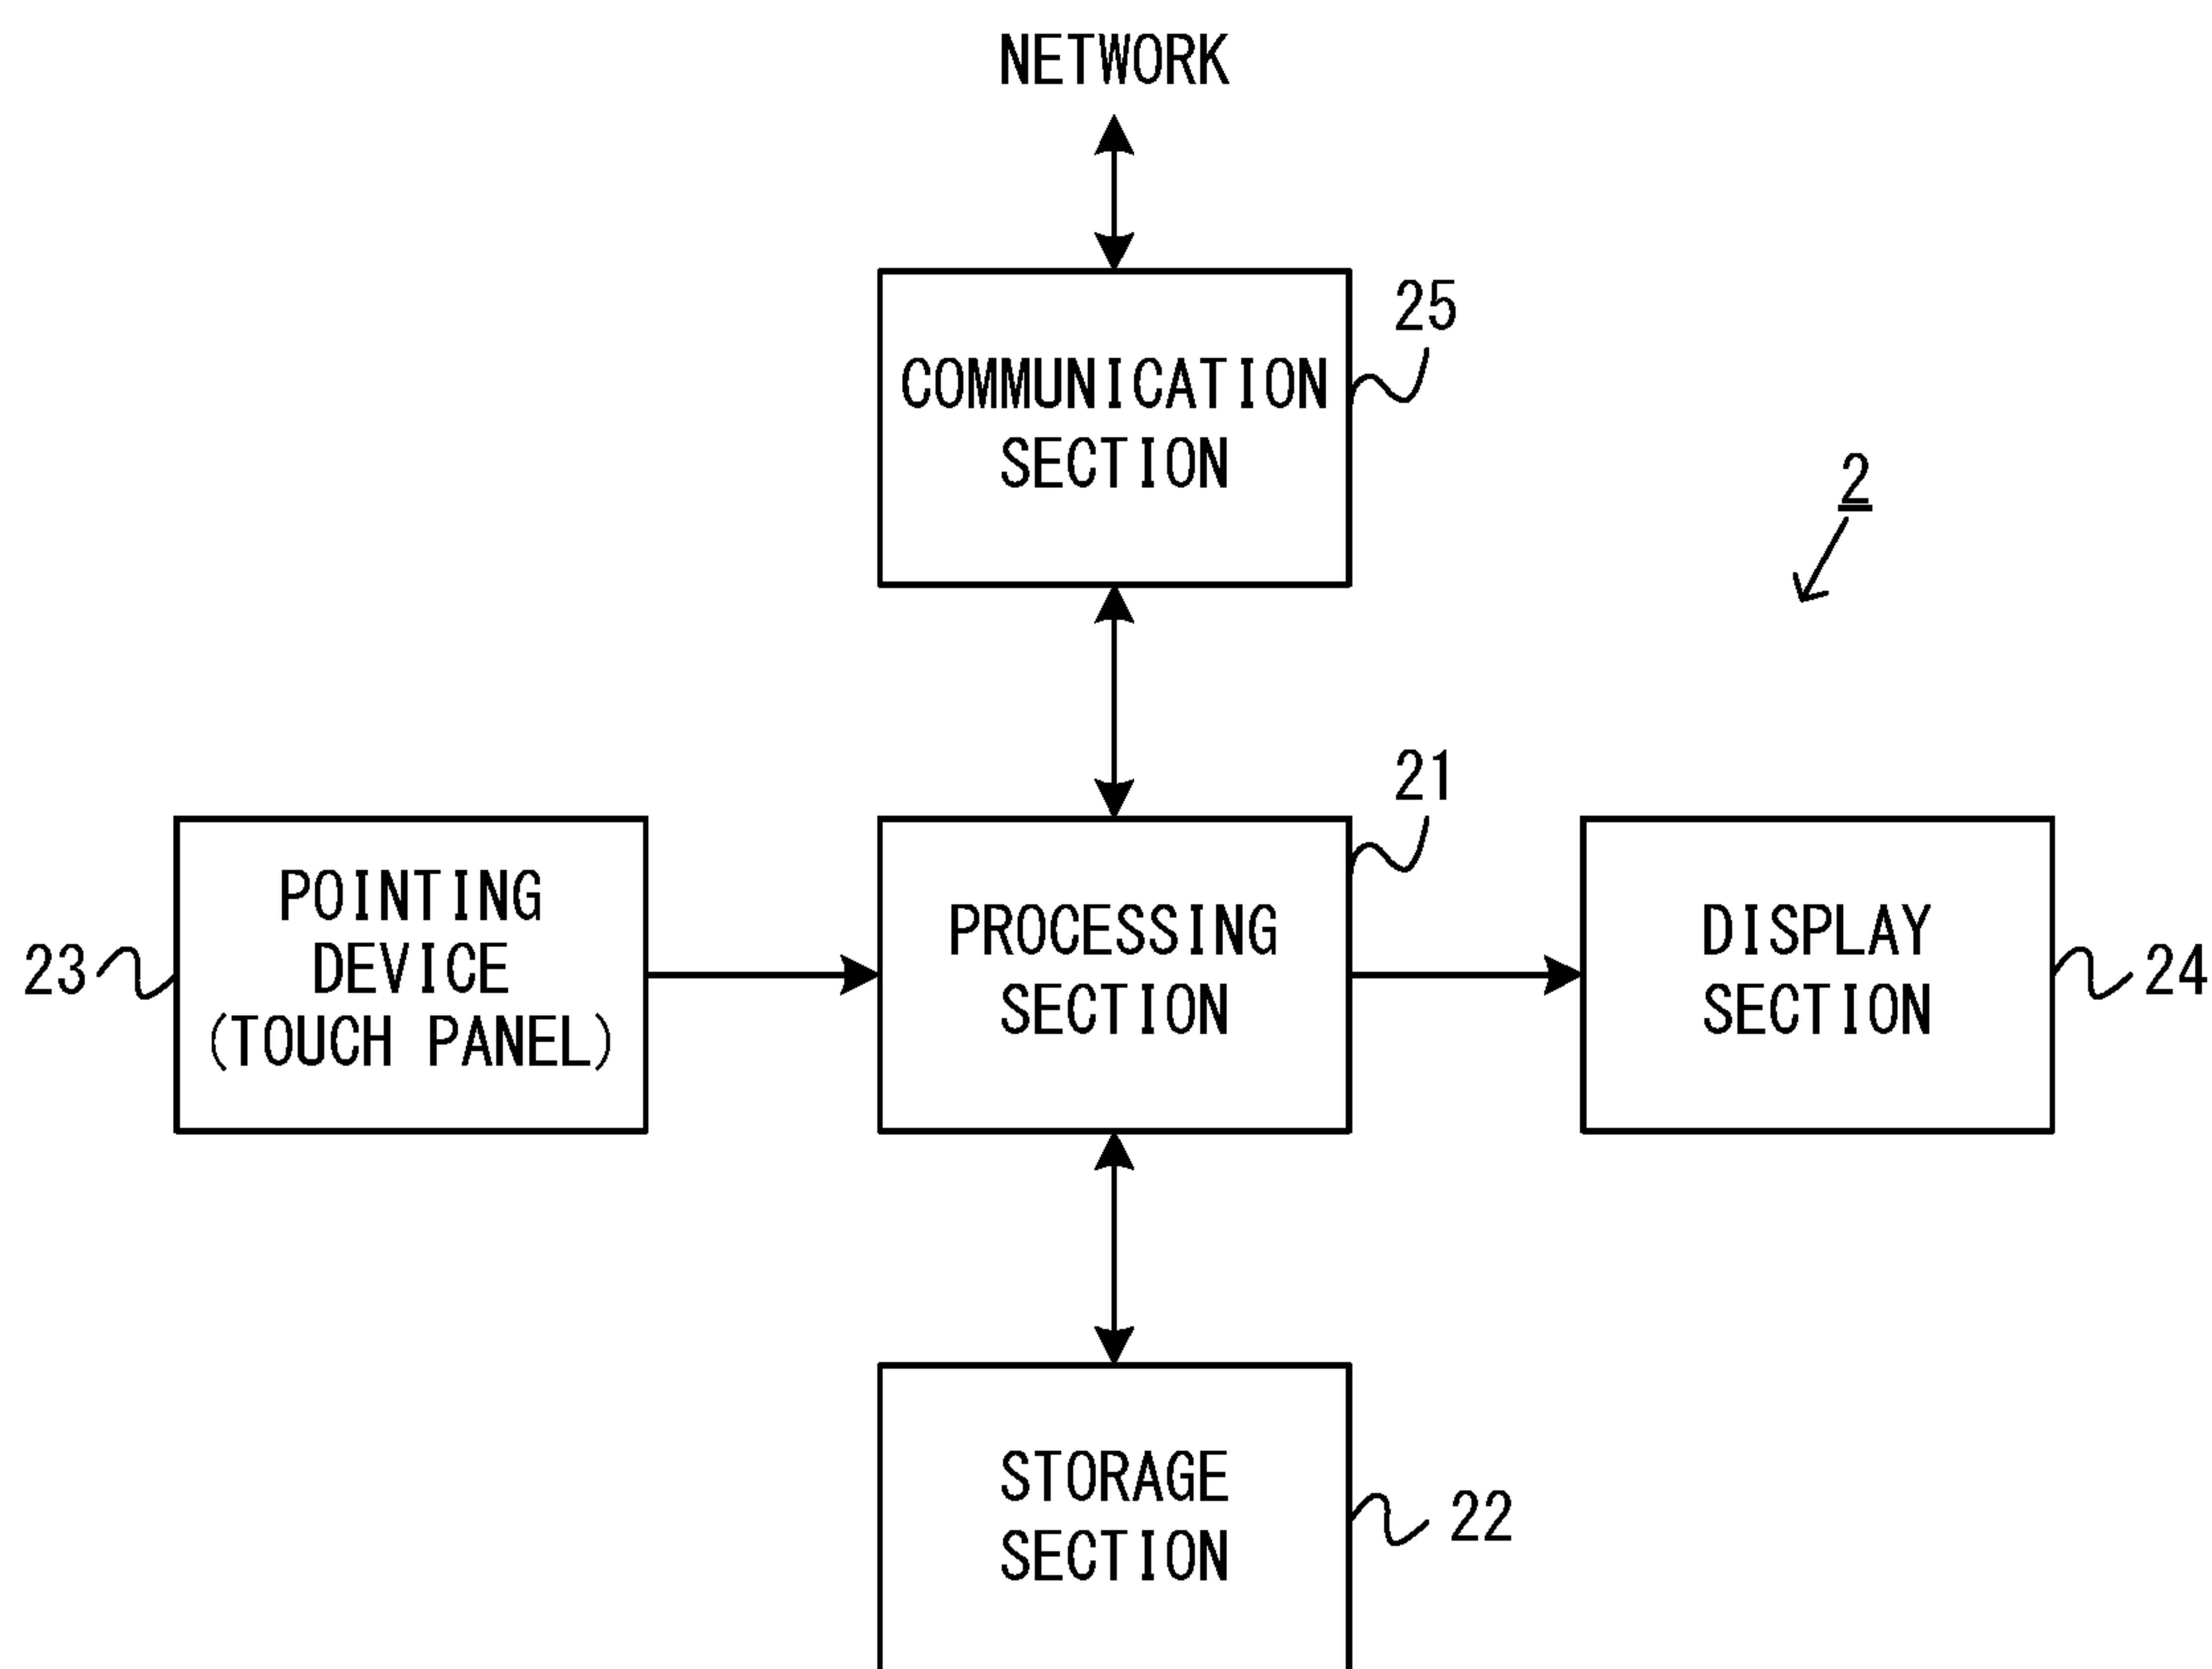 NETWORK
25
COMMUNICATION
SECTION
2
21
23
POINTING
DEVICE
(TOUCH PANEL)
PROCESSING
SECTION
DISPLAY
SECTION
24
STORAGE
SECTION
22